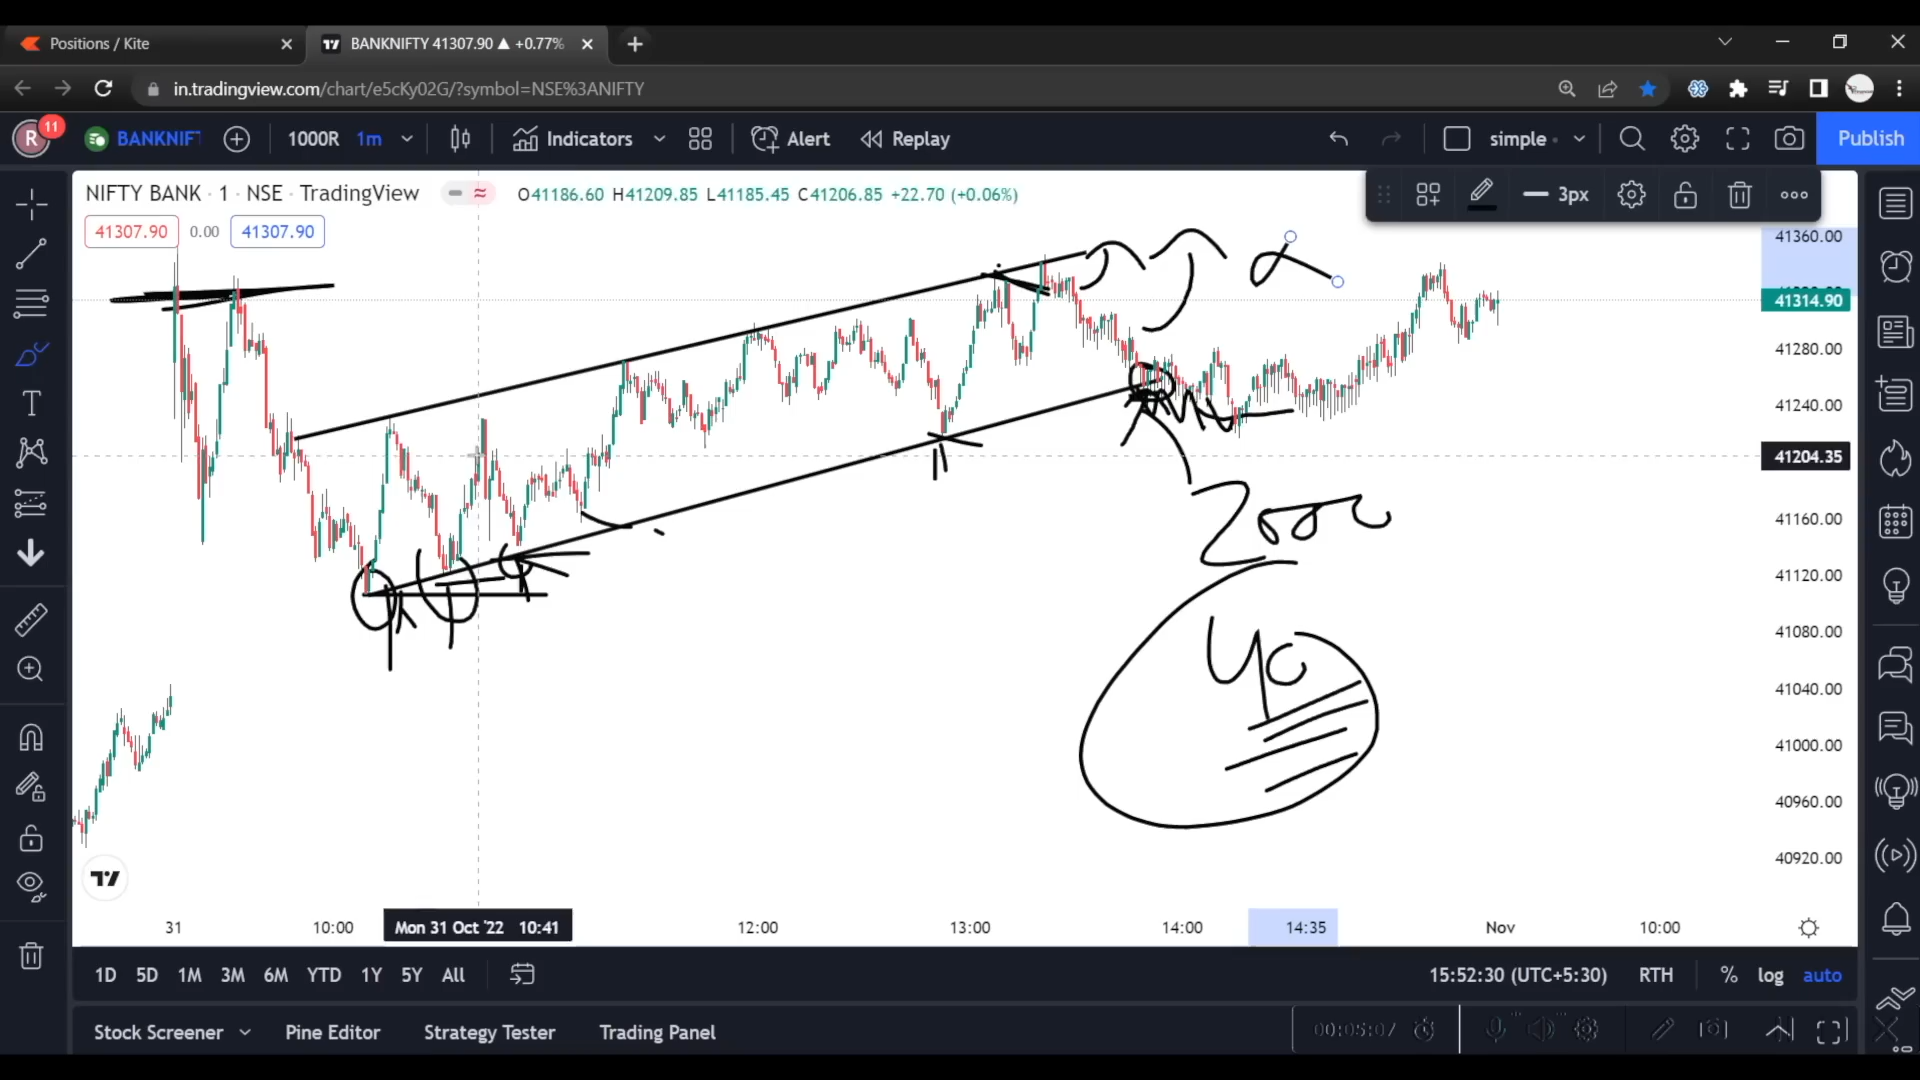 Positions / Kite
BANKNIFTY 41307.90 ▲ +0.77%
in.tradingview.com/chart/e5cKy02G/?symbol=NSE%3ANIFTY
R 11 BANKNIF 1000R 1m Indicators Alert Replay simple Publish
NIFTY BANK · 1 · NSE · TradingView O41186.60 H41209.85 L41185.45 C41206.85 +22.70 (+0.06%)
3px
41307.90 0.00 41307.90
41360.00
41314.90
41280.00
41240.00
41204.35
41160.00
41120.00
41080.00
41040.00
41000.00
40960.00
40920.00
40
31 10:00 Mon 31 Oct '22 10:41 12:00 13:00 14:00 14:35 Nov 10:00
1D 5D 1M 3M 6M YTD 1Y 5Y All 15:52:30 (UTC+5:30) RTH % log auto
Stock Screener Pine Editor Strategy Tester Trading Panel 00:05:07